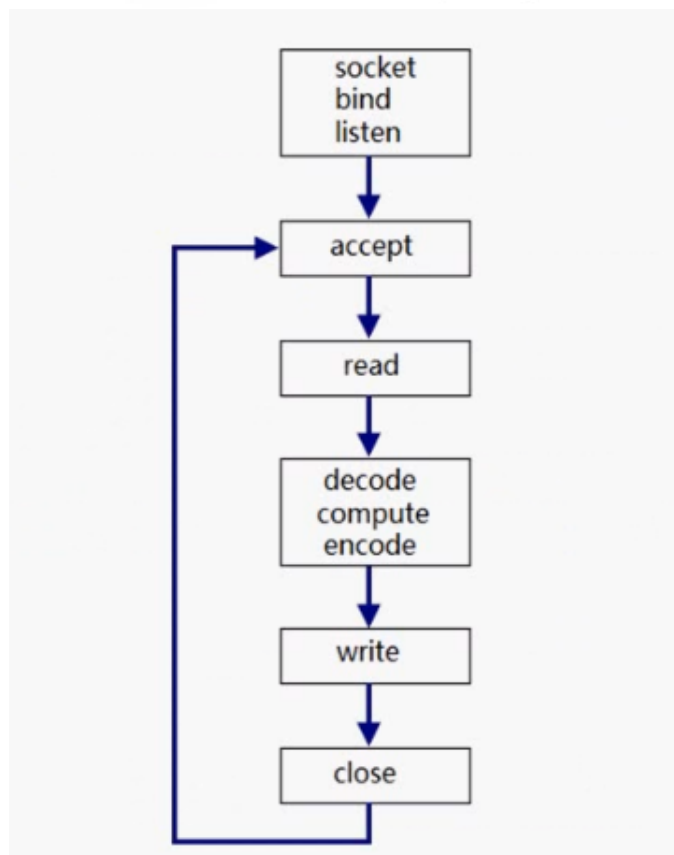 socket
bind
listen
accept
read
decode
compute
encode
write
close